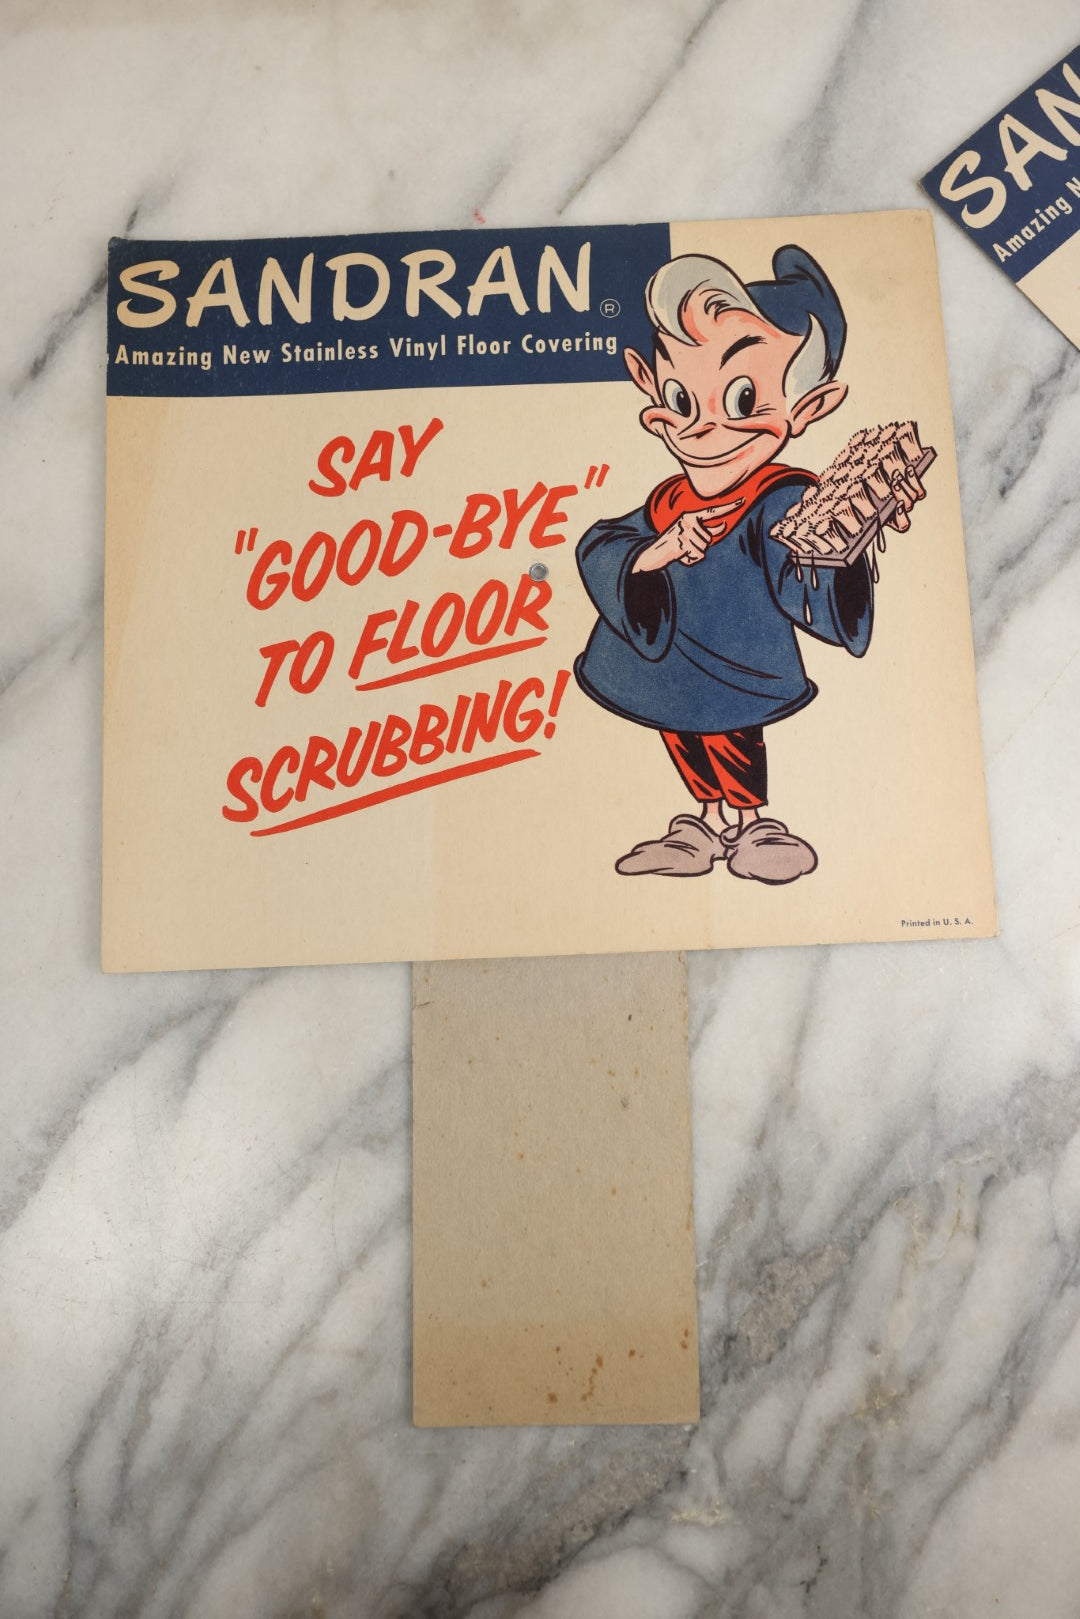 SANDRAN ®
Amazing New Stainless Vinyl Floor Covering
SAY
"GOOD-BYE"
TO FLOOR
SCRUBBING!
Printed in U. S. A.
SAN
Amazing N